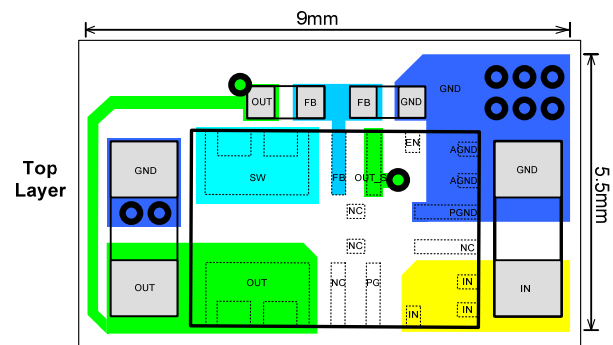 9mm
OUT FB FB GND
GND
EN
AGND
Top
Layer
GND
SW
FB
OUT_S
AGND
GND
5.5mm
NC
PGND
NC
NC
OUT
OUT
NC
PG
IN
IN
IN
IN